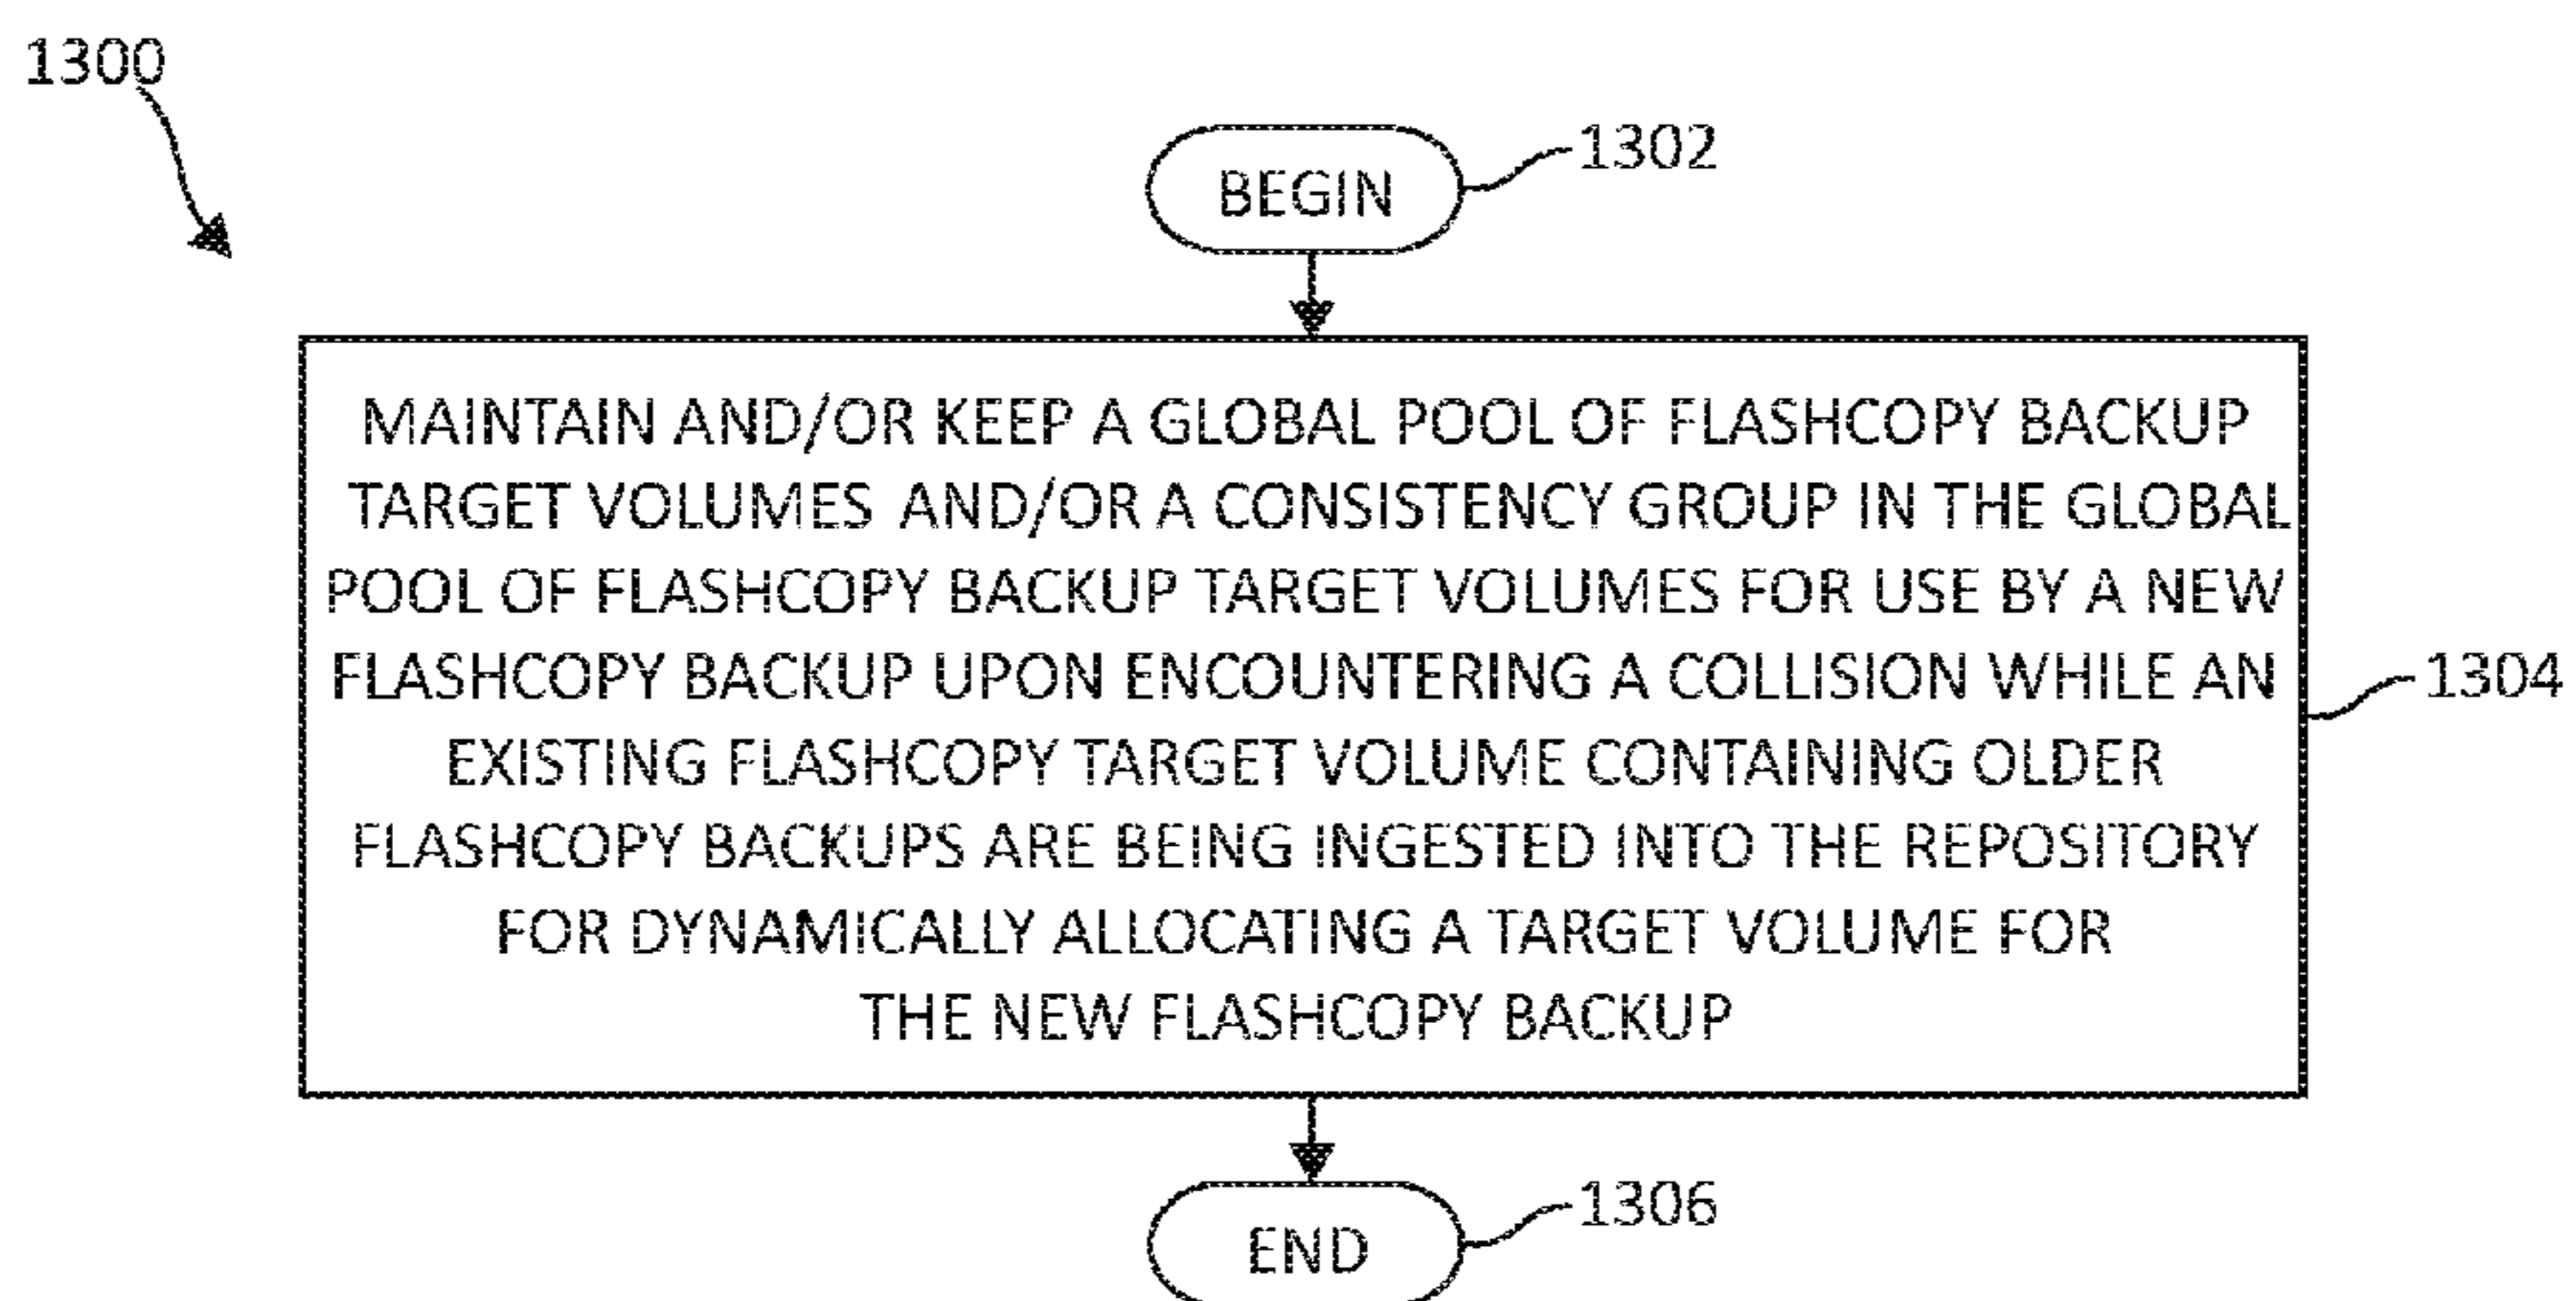 1300
BEGIN
1302
MAINTAIN AND/OR KEEP A GLOBAL POOL OF FLASHCOPY BACKUP
TARGET VOLUMES AND/OR A CONSISTENCY GROUP IN THE GLOBAL
POOL OF FLASHCOPY BACKUP TARGET VOLUMES FOR USE BY A NEW
FLASHCOPY BACKUP UPON ENCOUNTERING A COLLISION WHILE AN
EXISTING FLASHCOPY TARGET VOLUME CONTAINING OLDER
FLASHCOPY BACKUPS ARE BEING INGESTED INTO THE REPOSITORY
FOR DYNAMICALLY ALLOCATING A TARGET VOLUME FOR
THE NEW FLASHCOPY BACKUP
1304
END
1306